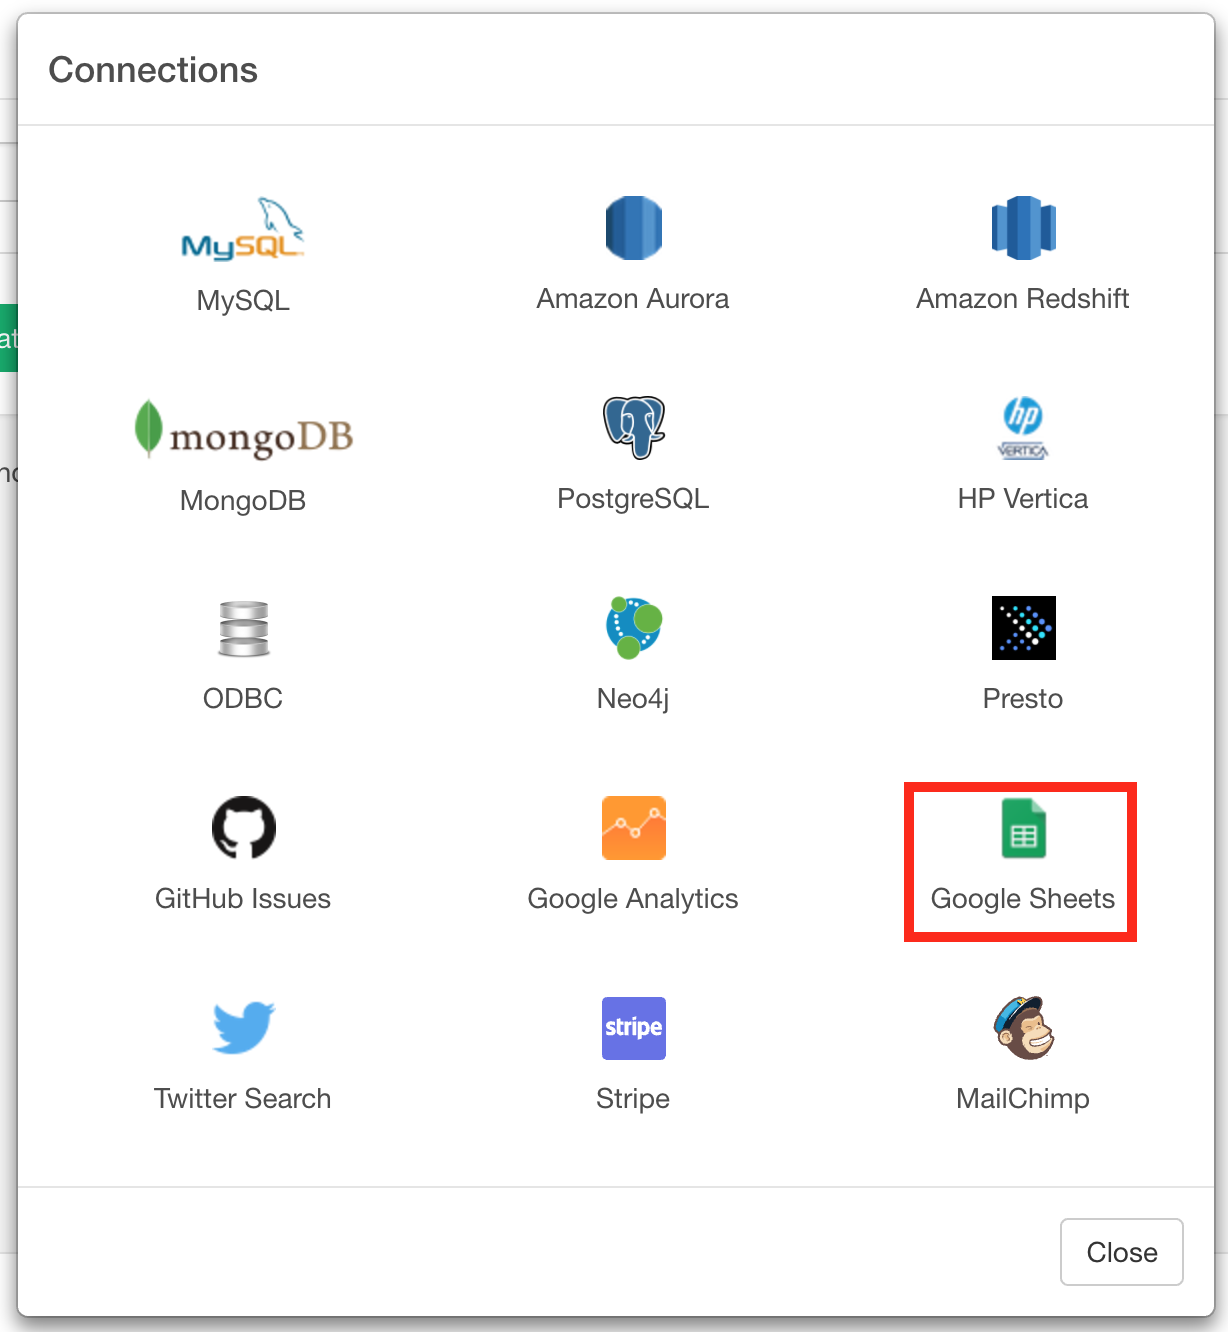 Connections
MySQL
MySQL
Amazon Aurora
Amazon Redshift
mongoDB
MongoDB
PostgreSQL
hp
VERTICA
HP Vertica
ODBC
Neo4j
Presto
GitHub Issues
Google Analytics
Google Sheets
Twitter Search
stripe
Stripe
MailChimp
Close